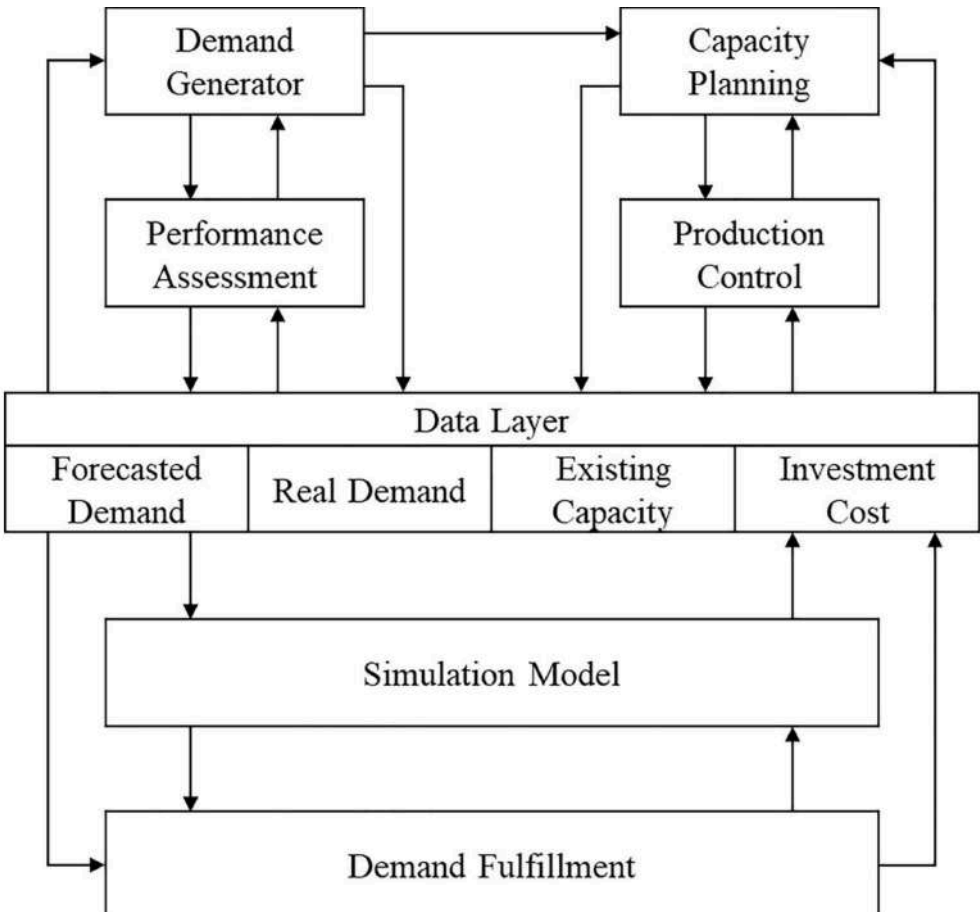 Demand
Generator
Capacity
Planning
Performance
Assessment
Production
Control
Data Layer
Forecasted
Demand
Real Demand
Existing
Capacity
Investment
Cost
Simulation Model
Demand Fulfillment